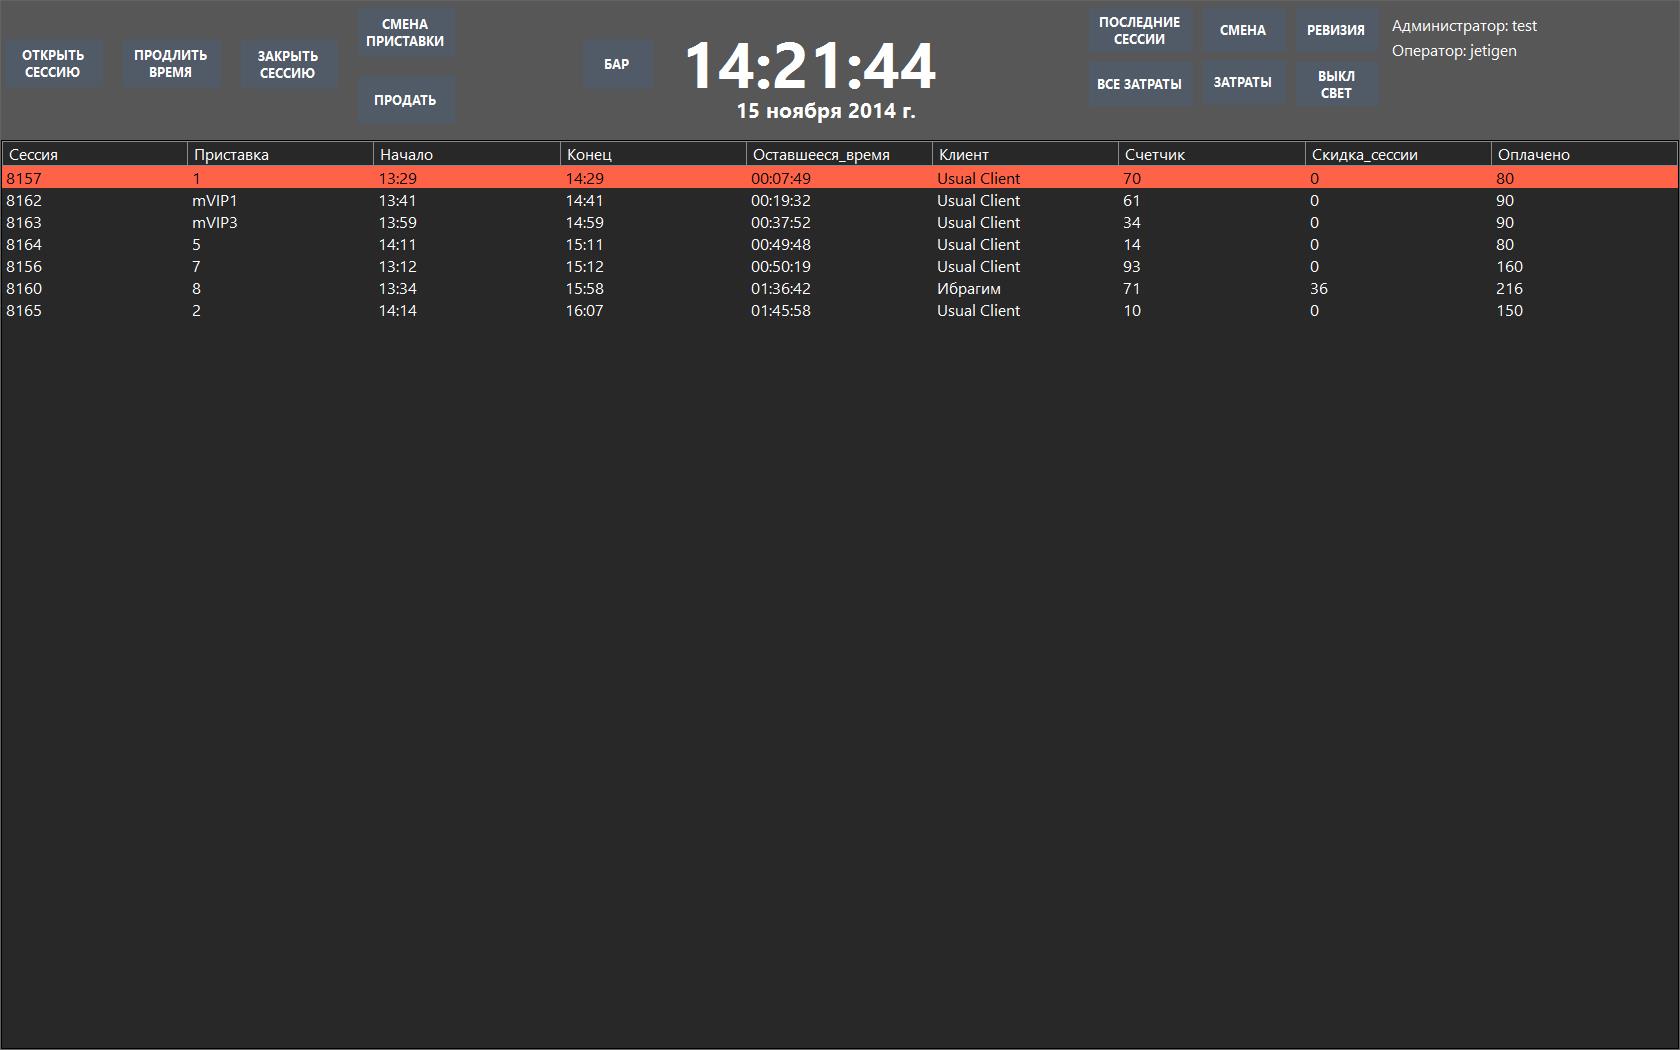 ОТКРЫТЬ
СЕССИЮ
ПРОДЛИТЬ
ВРЕМЯ
ЗАКРЫТЬ
СЕССИЮ
СМЕНА
ПРИСТАВКИ
ПРОДАТЬ
БАР
14:21:44
15 ноября 2014 г.
ПОСЛЕДНИЕ
СЕССИИ
СМЕНА
РЕВИЗИЯ
ВСЕ ЗАТРАТЫ
ЗАТРАТЫ
ВЫКЛ
СВЕТ
Администратор: test
Оператор: jetigen
Сессия Приставка Начало Конец Оставшееся_время Клиент Счетчик Скидка_сессии Оплачено
8157 1 13:29 14:29 00:07:49 Usual Client 70 0 80
8162 mVIP1 13:41 14:41 00:19:32 Usual Client 61 0 90
8163 mVIP3 13:59 14:59 00:37:52 Usual Client 34 0 90
8164 5 14:11 15:11 00:49:48 Usual Client 14 0 80
8156 7 13:12 15:12 00:50:19 Usual Client 93 0 160
8160 8 13:34 15:58 01:36:42 Ибрагим 71 36 216
8165 2 14:14 16:07 01:45:58 Usual Client 10 0 150